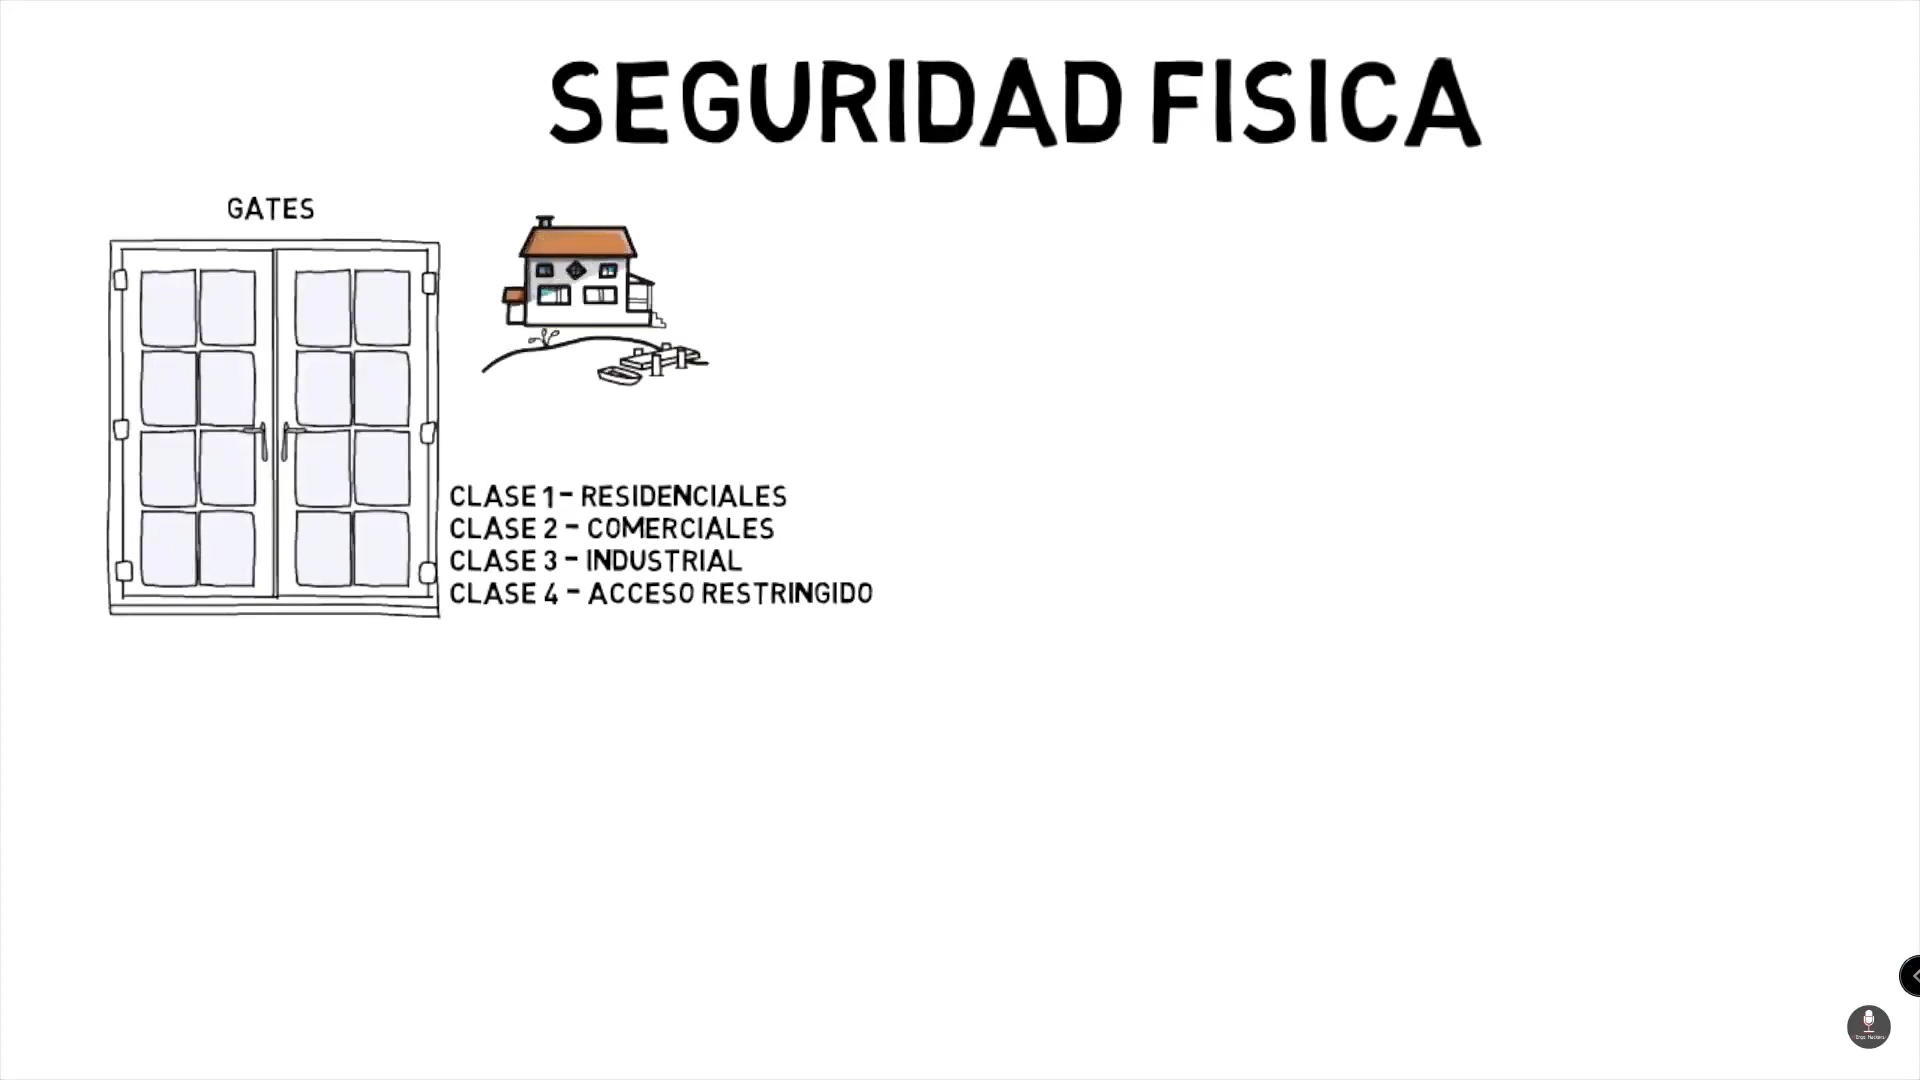 SEGURIDAD FISICA
GATES
CLASE 1 - RESIDENCIALES
CLASE 2 - COMERCIALES
CLASE 3 - INDUSTRIAL
CLASE 4 - ACCESO RESTRINGIDO